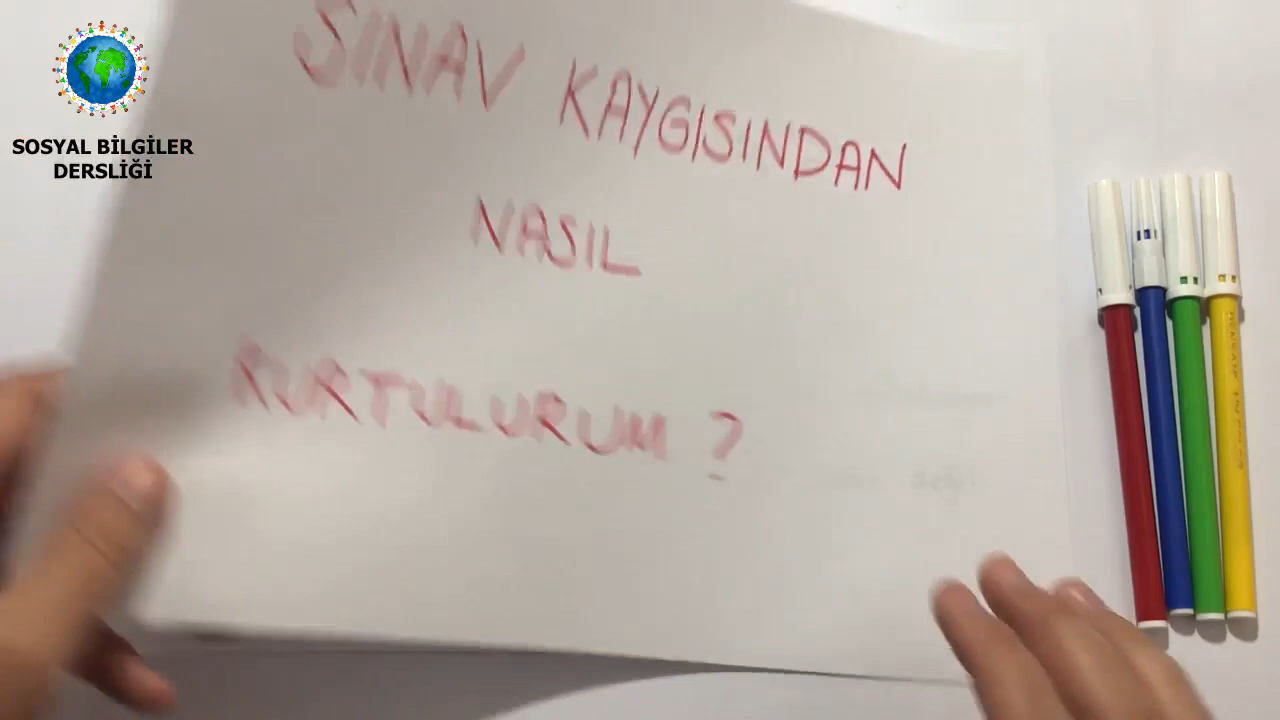 SOSYAL BİLGİLER
DERSLİĞİ
SINAV KAYGISINDAN
NASIL
KURTULURUM ?